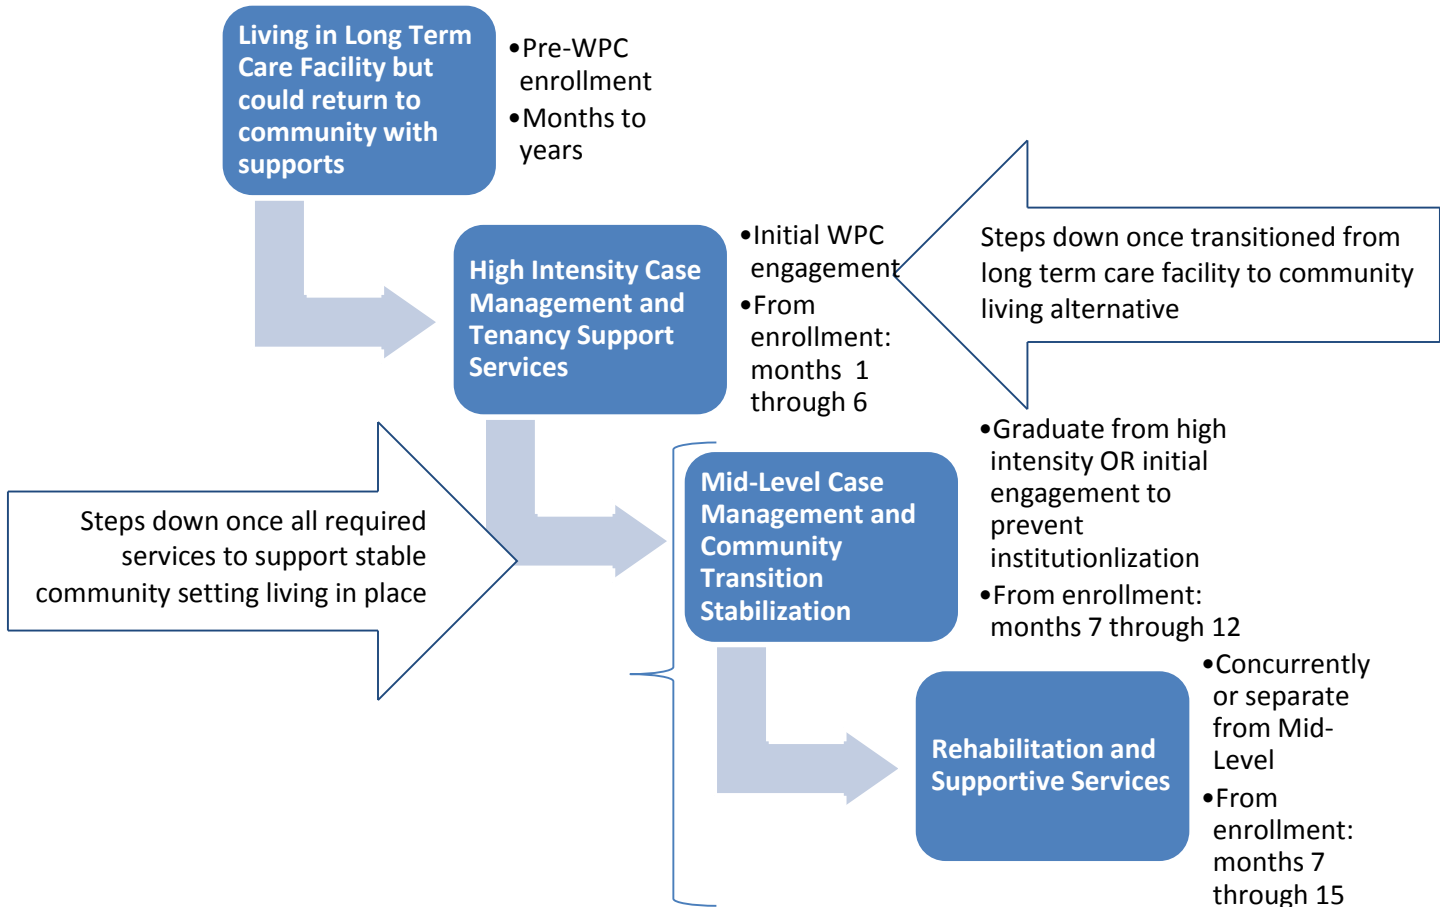 Living in Long Term
Care Facility but
could return to
community with
supports
•Pre-WPC
enrollment
•Months to
years
High Intensity Case
Management and
Tenancy Support
Services
•Initial WPC
engagement
•From
enrollment:
months 1
through 6
Steps down once transitioned from
long term care facility to community
living alternative
Steps down once all required
services to support stable
community setting living in place
Mid-Level Case
Management and
Community
Transition
Stabilization
•Graduate from high
intensity OR initial
engagement to
prevent
institutionlization
•From enrollment:
months 7 through 12
Rehabilitation and
Supportive Services
•Concurrently
or separate
from Mid-
Level
•From
enrollment:
months 7
through 15